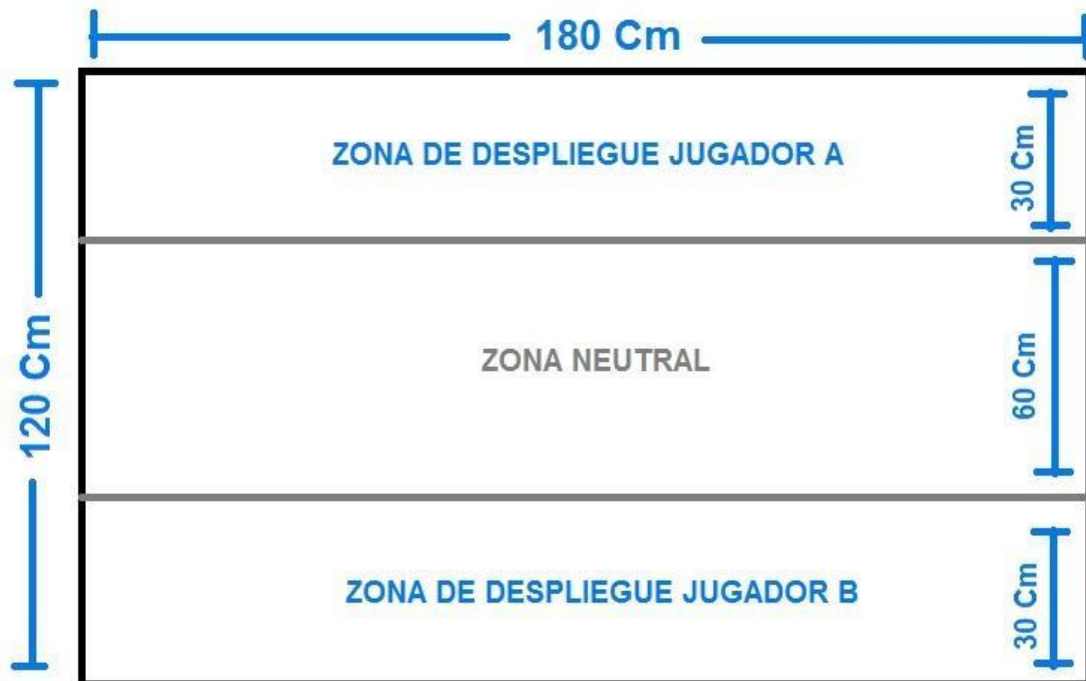 180 Cm
ZONA DE DESPLIEGUE JUGADOR A
30 Cm
120 Cm
ZONA NEUTRAL
60 Cm
ZONA DE DESPLIEGUE JUGADOR B
30 Cm